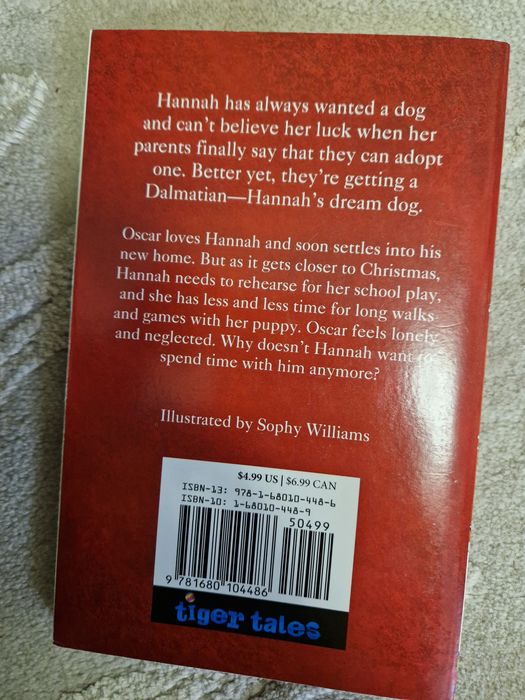 Hannah has always wanted a dog
and can't believe her luck when her
parents finally say that they can adopt
one. Better yet, they're getting a
Dalmatian—Hannah's dream dog.
Oscar loves Hannah and soon settles into his
new home. But as it gets closer to Christmas,
Hannah needs to rehearse for her school play,
and she has less and less time for long walks
and games with her puppy. Oscar feels lonely
and neglected. Why doesn't Hannah want to
spend time with him anymore?
Illustrated by Sophy Williams
$4.99 US | $6.99 CAN
ISBN-13: 978-1-68010-448-6
ISBN-10: 1-68010-448-9
50499
9 781680 104486
tiger tales